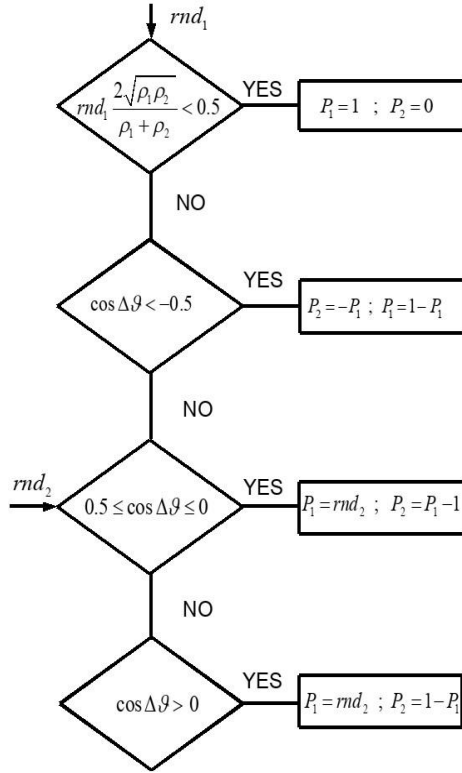 rnd₁
rnd₁ 2√ρ₁ρ₂ / ρ₁ + ρ₂ < 0.5
YES
P₁ = 1 ; P₂ = 0
NO
cos Δϑ < −0.5
YES
P₂ = −P₁ ; P₁ = 1 − P₁
NO
rnd₂
0.5 ≤ cos Δϑ ≤ 0
YES
P₁ = rnd₂ ; P₂ = P₁ − 1
NO
cos Δϑ > 0
YES
P₁ = rnd₂ ; P₂ = 1 − P₁